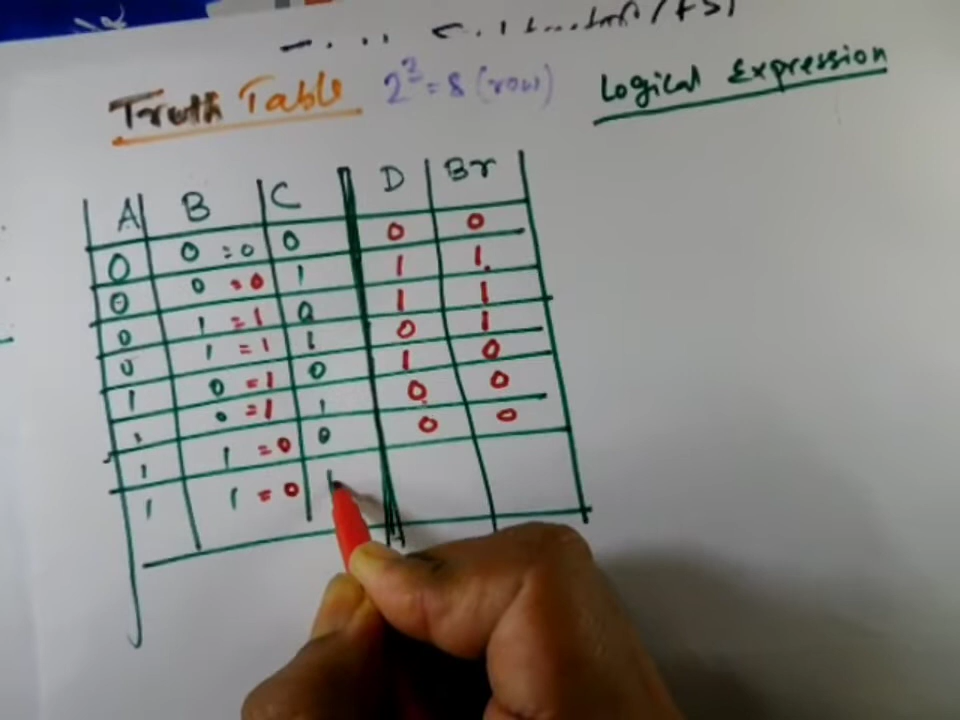 Truth Table 2³=8 (row) Logical Expression
A B C D Br
0 0 =0 0 0 0
0 0 =0 1 1 1
0 1 =1 0 1 1
0 1 =1 1 0 1
1 0 =1 0 1 0
1 0 =1 1 0 0
1 1 =0 0 0 0
1 1 =0 1